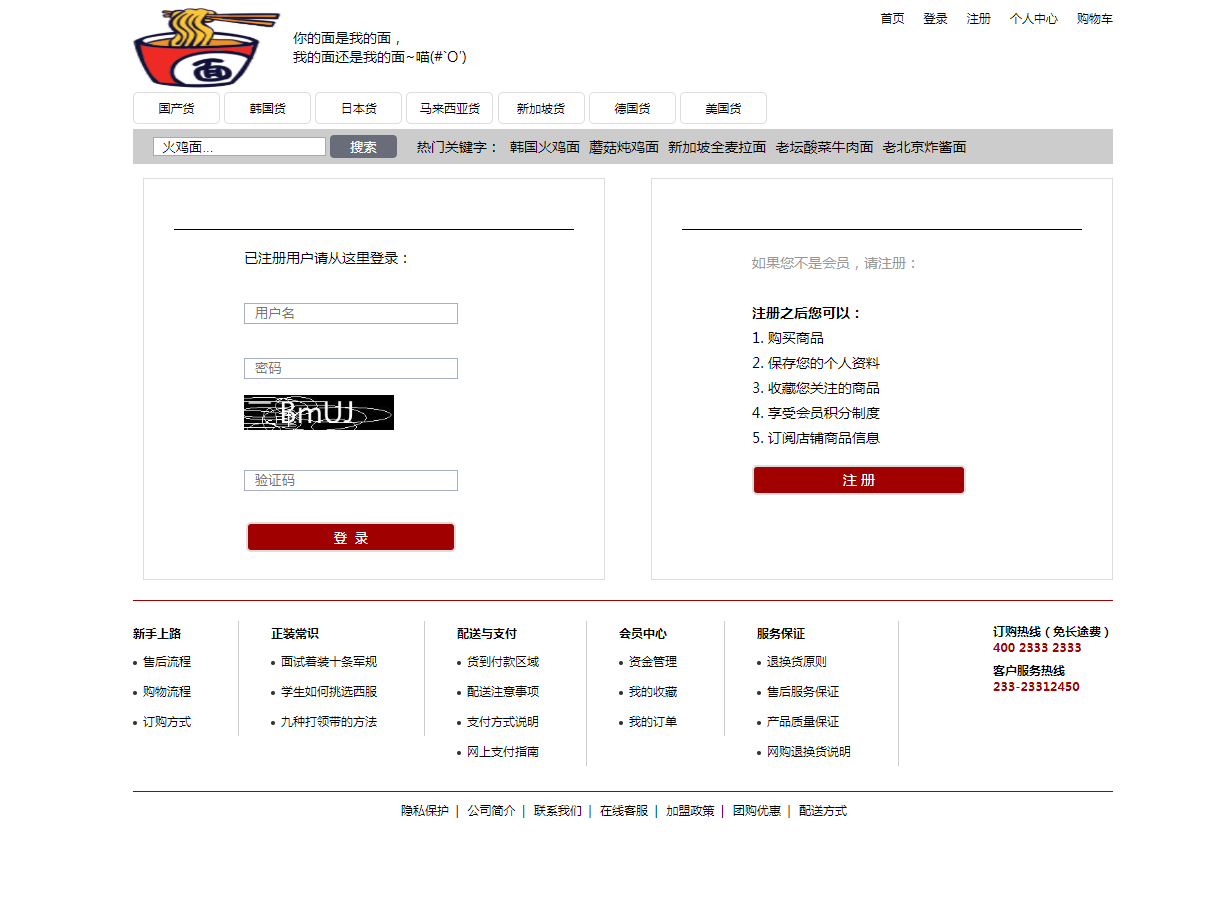 首页 登录 注册 个人中心 购物车
面
你的面是我的面，
我的面还是我的面~喵(#`O′)
国产货 韩国货 日本货 马来西亚货 新加坡货 德国货 美国货
火鸡面... 搜索 热门关键字： 韩国火鸡面 蘑菇炖鸡面 新加坡全麦拉面 老坛酸菜牛肉面 老北京炸酱面
已注册用户请从这里登录：
用户名
密码
BmUJ
验证码
登 录
如果您不是会员，请注册：
注册之后您可以：
1. 购买商品
2. 保存您的个人资料
3. 收藏您关注的商品
4. 享受会员积分制度
5. 订阅店铺商品信息
注 册
新手上路
售后流程
购物流程
订购方式
正装常识
面试着装十条军规
学生如何挑选西服
九种打领带的方法
配送与支付
货到付款区域
配送注意事项
支付方式说明
网上支付指南
会员中心
资金管理
我的收藏
我的订单
服务保证
退换货原则
售后服务保证
产品质量保证
网购退换货说明
订购热线（免长途费）
400 2333 2333
客户服务热线
233-23312450
隐私保护 | 公司简介 | 联系我们 | 在线客服 | 加盟政策 | 团购优惠 | 配送方式